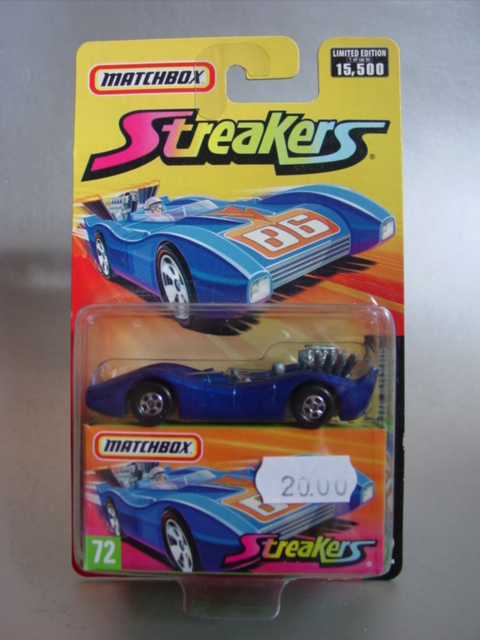 MATCHBOX
LIMITED EDITION
1 of up to
15,500
Streakers
86
MATCHBOX
20.00
Streakers
72